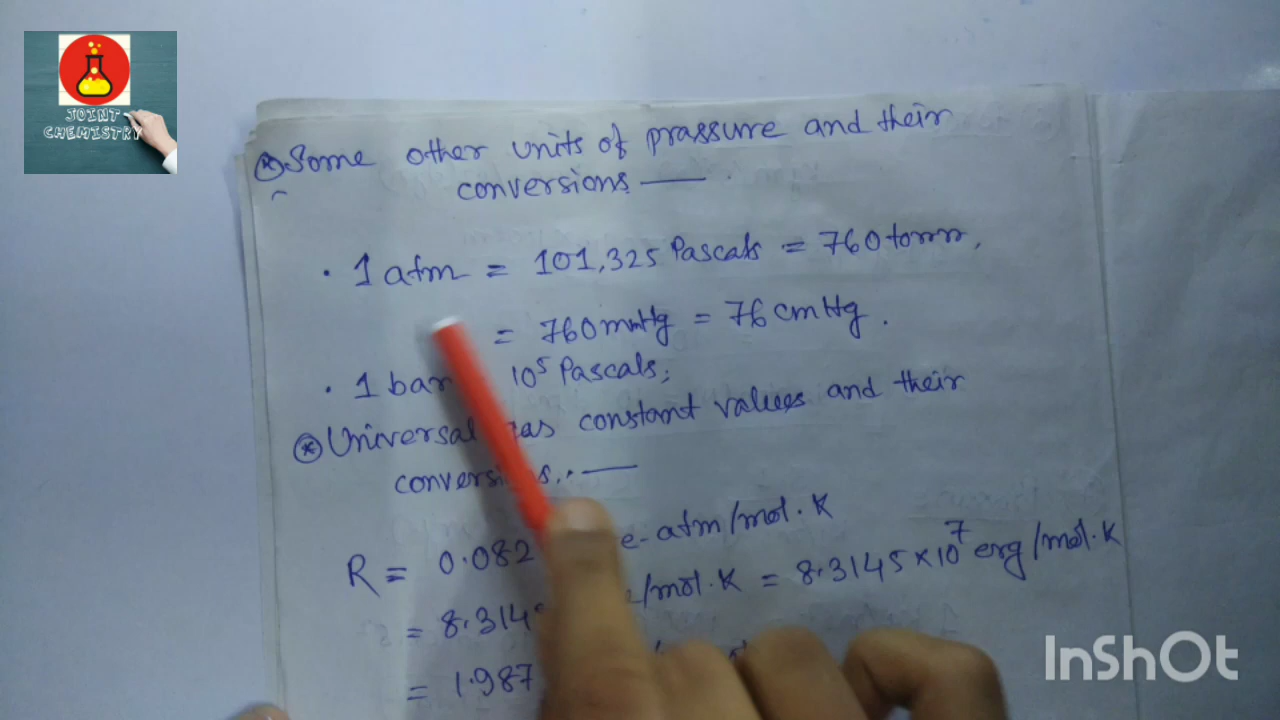 JOINT
CHEMISTRY
Some other units of prassure and their
conversions —
· 1 atm = 101,325 Pascals = 760 torr,
= 760 mmHg = 76 cmHg.
· 1 bar 10⁵ Pascals;
Universal gas constant values and their
conversions. —
R = 0.082 e-atm/mol·K
= 8.314 e/mol·K = 8.3145 × 10⁷ erg/mol·K
= 1.987
InShOt